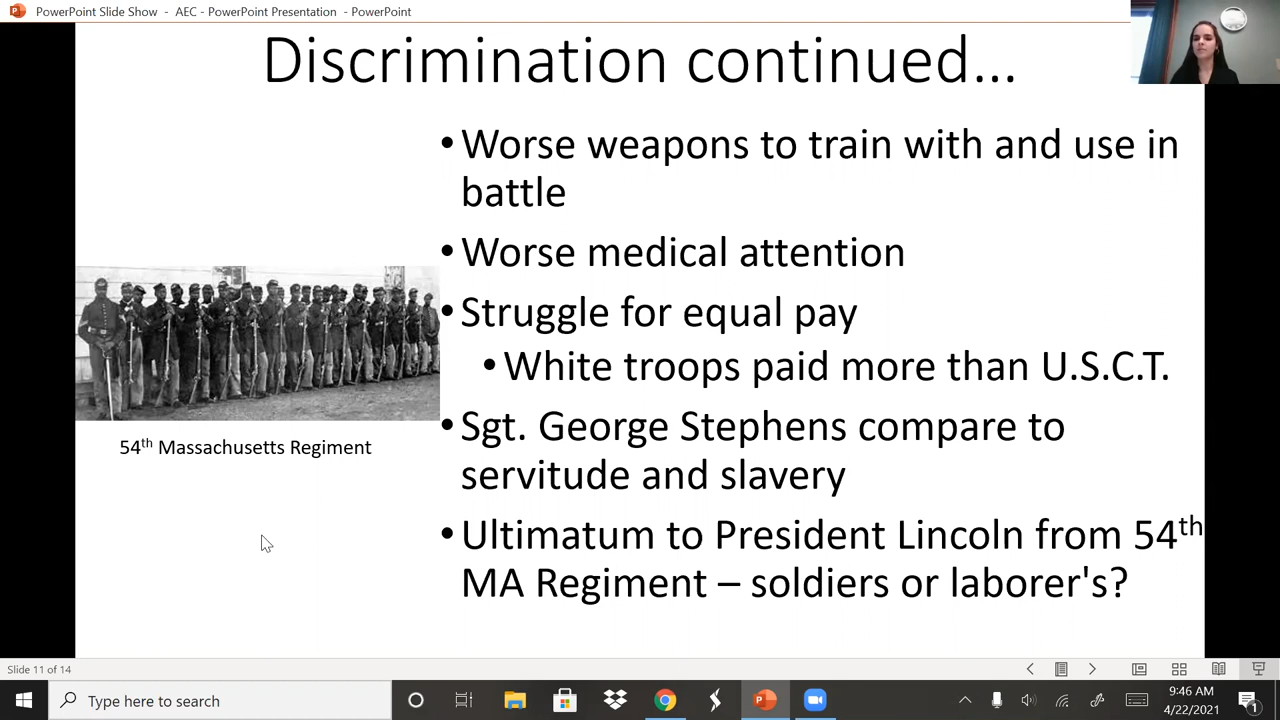 PowerPoint Slide Show - AEC - PowerPoint Presentation - PowerPoint
Discrimination continued...
•Worse weapons to train with and use in
battle
•Worse medical attention
•Struggle for equal pay
•White troops paid more than U.S.C.T.
•Sgt. George Stephens compare to
servitude and slavery
•Ultimatum to President Lincoln from 54th
MA Regiment – soldiers or laborer's?
54th Massachusetts Regiment
Slide 11 of 14
Type here to search
9:46 AM
4/22/2021
1